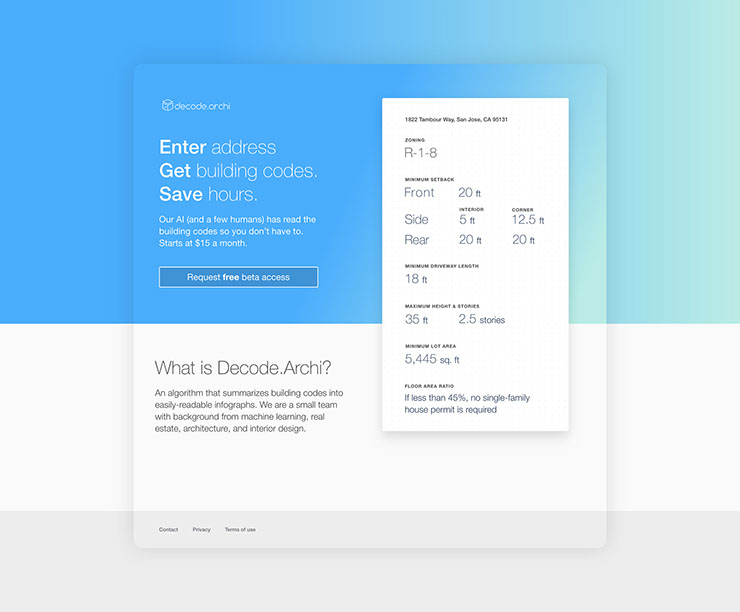 decode.archi
Enter address
Get building codes.
Save hours.
Our AI (and a few humans) has read the
building codes so you don't have to.
Starts at $15 a month.
Request free beta access
1822 Tambour Way, San Jose, CA 95131
ZONING
R-1-8
MINIMUM SETBACK
Front 20 ft
INTERIOR CORNER
Side 5 ft 12.5 ft
Rear 20 ft 20 ft
MINIMUM DRIVEWAY LENGTH
18 ft
MAXIMUM HEIGHT & STORIES
35 ft 2.5 stories
MINIMUM LOT AREA
5,445 sq. ft
FLOOR AREA RATIO
If less than 45%, no single-family
house permit is required
What is Decode.Archi?
An algorithm that summarizes building codes into
easily-readable infographs. We are a small team
with background from machine learning, real
estate, architecture, and interior design.
Contact Privacy Terms of use